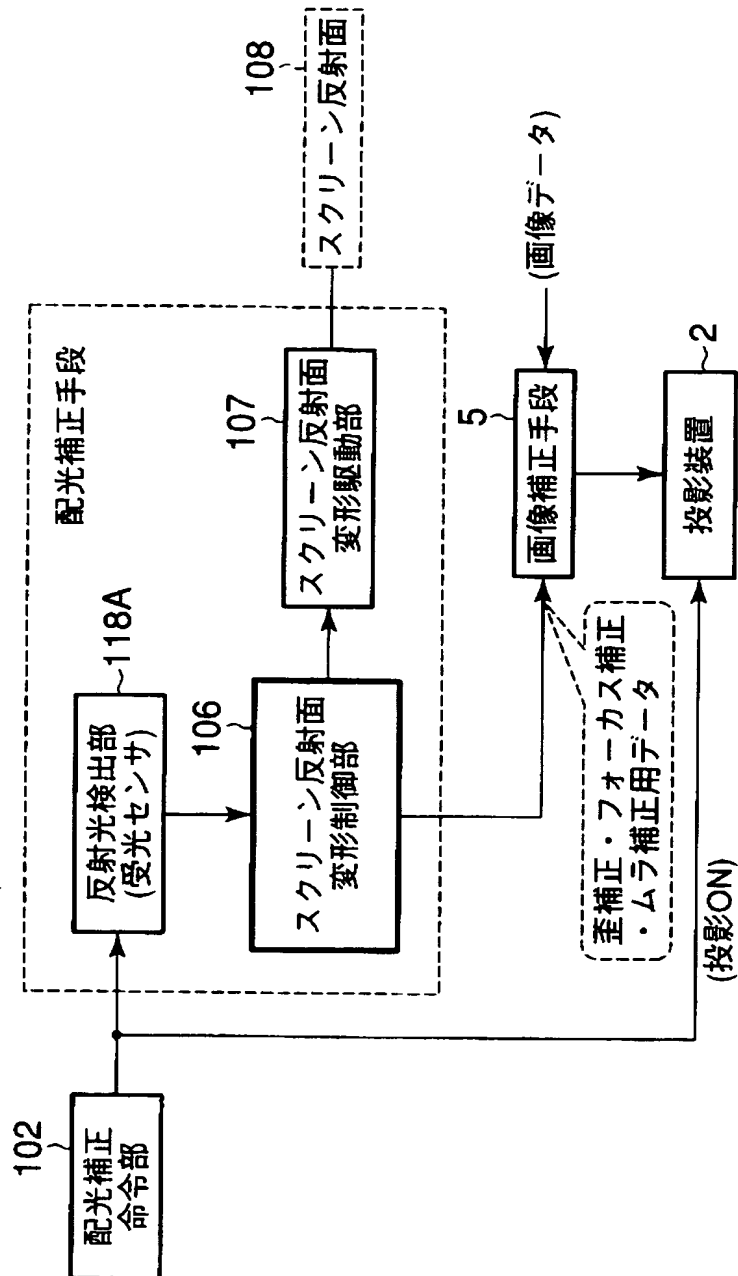 102
配光補正
命令部
配光補正手段
118A
反射光検出部
(受光センサ)
106
スクリーン反射面
変形制御部
107
スクリーン反射面
変形駆動部
108
スクリーン反射面
歪補正・フォーカス補正
・ムラ補正用データ
5
画像補正手段
(画像データ)
(投影ON)
2
投影装置